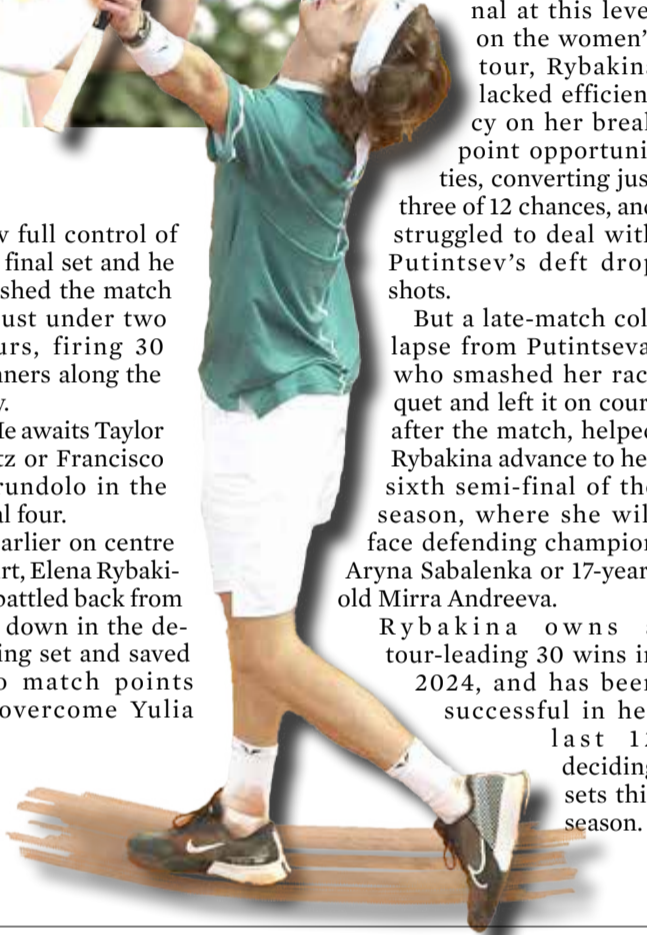 v full control of
final set and he
shed the match
ust under two
urs, firing 30
nners along the
y.
He awaits Taylor
tz or Francisco
rundolo in the
al four.
arlier on centre
rt, Elena Rybaki-
battled back from
down in the de-
ing set and saved
o match points
overcome Yulia
nal at this leve
on the women'
tour, Rybakina
lacked efficien
cy on her break
point opportuni
ties, converting jus
three of 12 chances, and
struggled to deal with
Putintsev's deft drop
shots.
But a late-match col
lapse from Putintseva
who smashed her rac
quet and left it on cour
after the match, helped
Rybakina advance to he
sixth semi-final of the
season, where she wil
face defending champion
Aryna Sabalenka or 17-year
old Mirra Andreeva.
Rybakina owns a
tour-leading 30 wins in
2024, and has been
successful in he
last 12
deciding
sets thi
season.